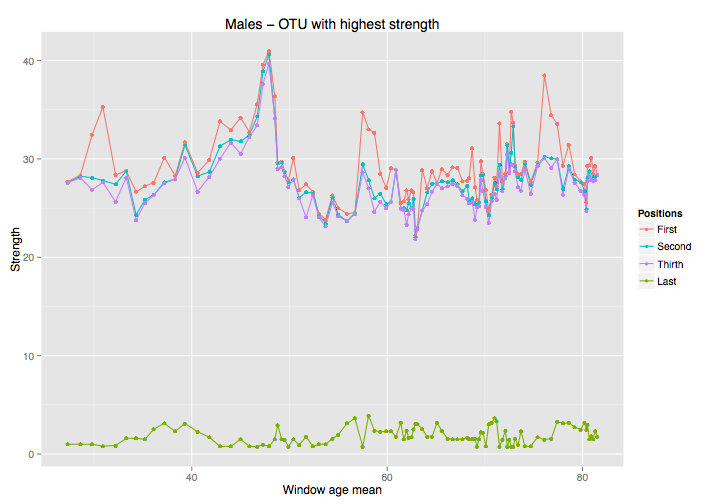 Males – OTU with highest strength
40
30
20
10
0
Strength
40
60
80
Window age mean
Positions
First
Second
Thirth
Last